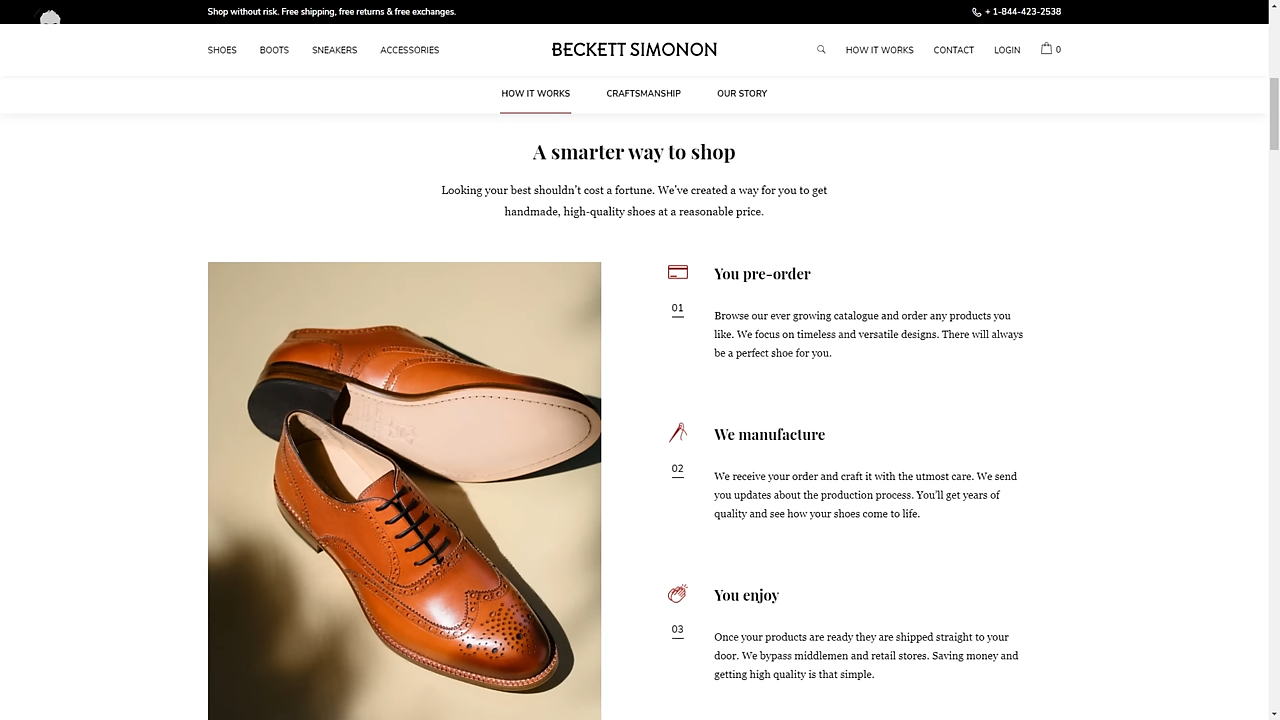 Shop without risk. Free shipping, free returns & free exchanges.
+ 1-844-423-2538
SHOES BOOTS SNEAKERS ACCESSORIES
BECKETT SIMONON
HOW IT WORKS CONTACT LOGIN 0
HOW IT WORKS CRAFTSMANSHIP OUR STORY
A smarter way to shop
Looking your best shouldn't cost a fortune. We've created a way for you to get
handmade, high-quality shoes at a reasonable price.
You pre-order
01
Browse our ever growing catalogue and order any products you
like. We focus on timeless and versatile designs. There will always
be a perfect shoe for you.
We manufacture
02
We receive your order and craft it with the utmost care. We send
you updates about the production process. You'll get years of
quality and see how your shoes come to life.
You enjoy
03
Once your products are ready they are shipped straight to your
door. We bypass middlemen and retail stores. Saving money and
getting high quality is that simple.